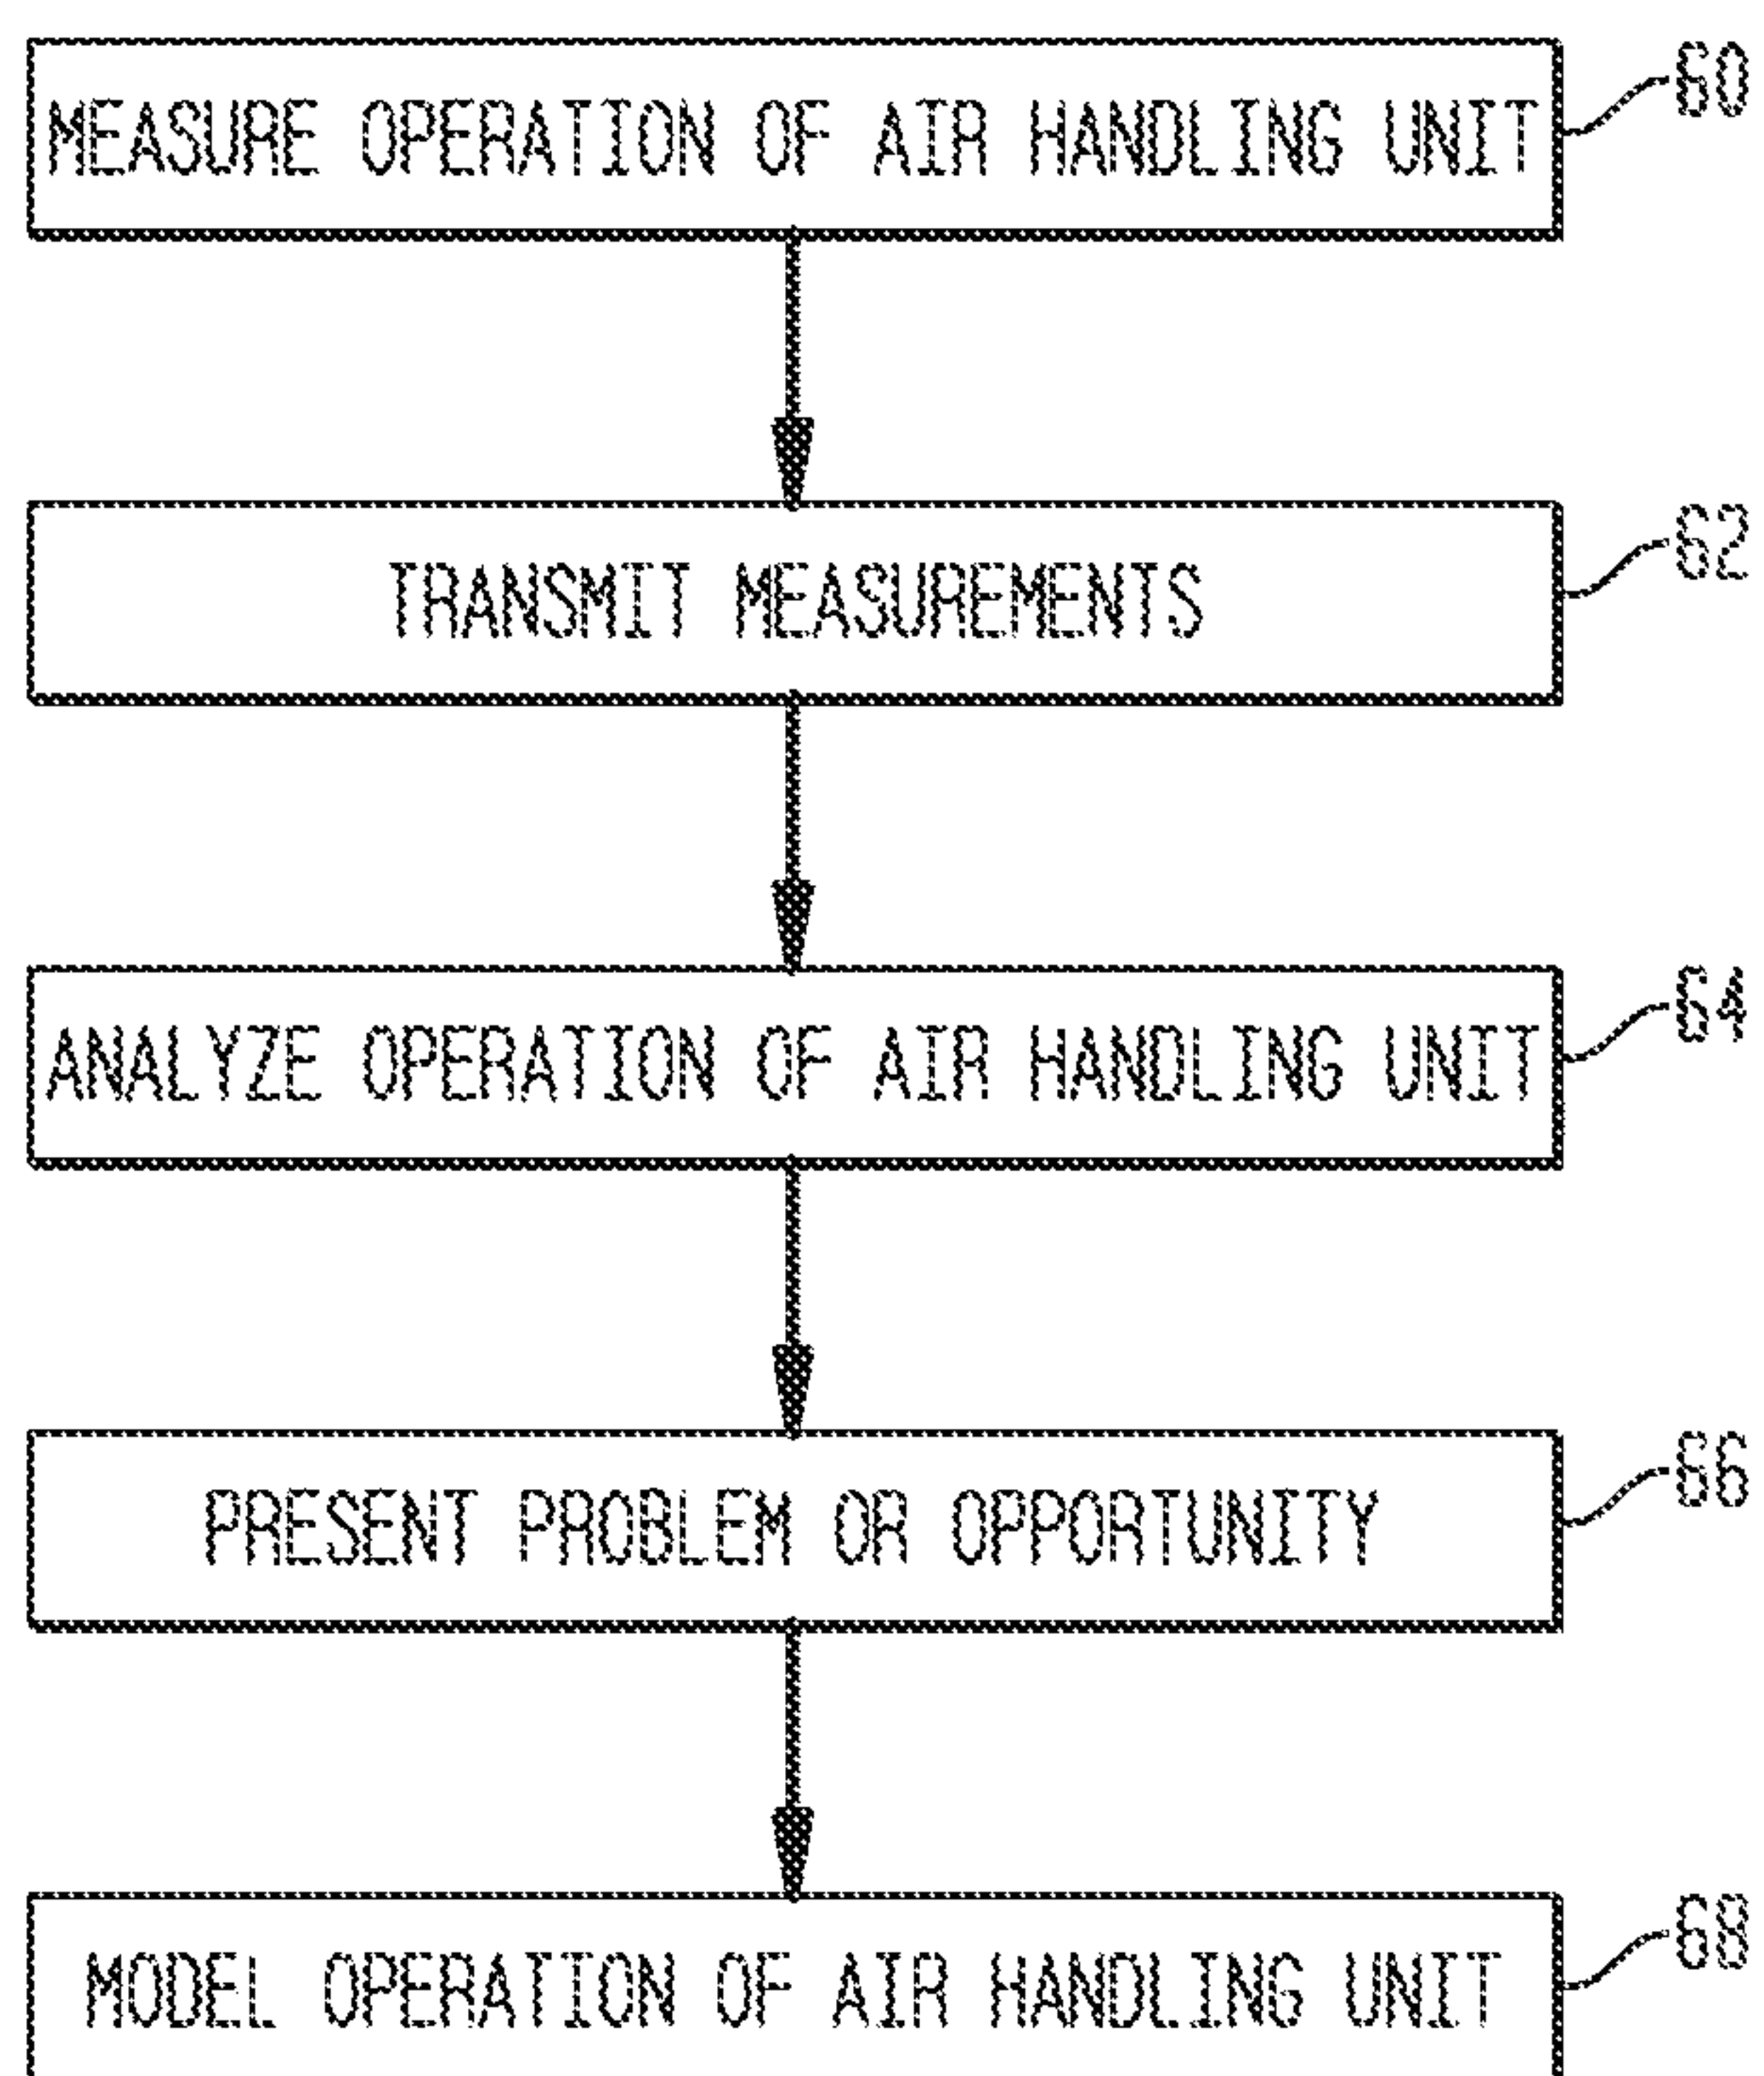 MEASURE OPERATION OF AIR HANDLING UNIT
60
TRANSMIT MEASUREMENTS
62
ANALYZE OPERATION OF AIR HANDLING UNIT
64
PRESENT PROBLEM OR OPPORTUNITY
66
MODEL OPERATION OF AIR HANDLING UNIT
68